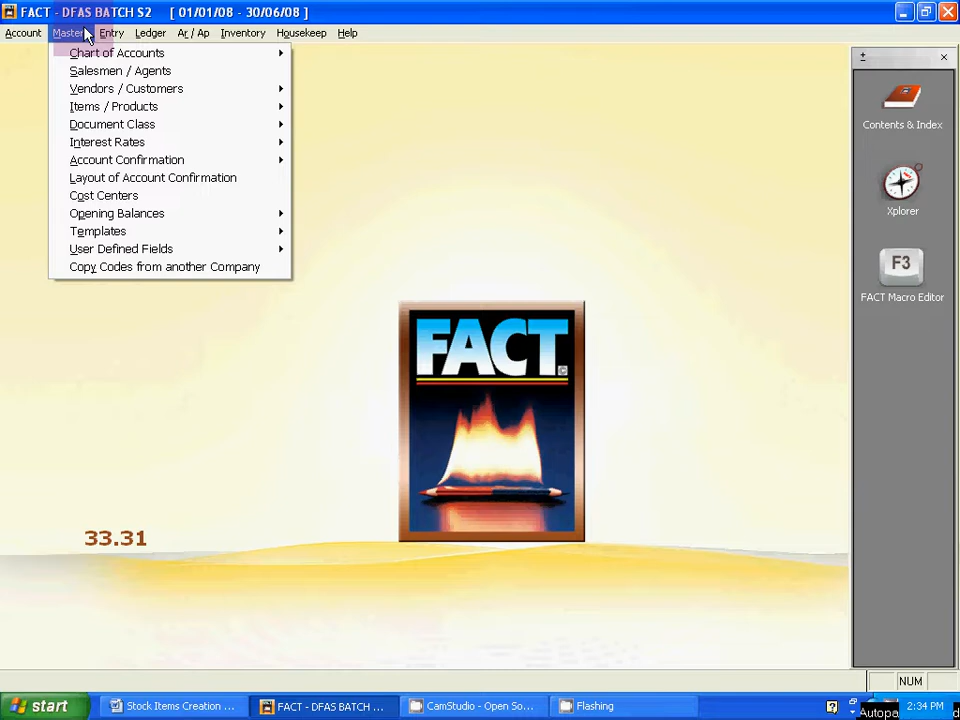 FACT - DFAS BATCH S2 [ 01/01/08 - 30/06/08 ]
Account Master Entry Ledger Ar / Ap Inventory Housekeep Help
Chart of Accounts
Salesmen / Agents
Vendors / Customers
Items / Products
Document Class
Interest Rates
Account Confirmation
Layout of Account Confirmation
Cost Centers
Opening Balances
Templates
User Defined Fields
Copy Codes from another Company
Contents & Index
Xplorer
F3
FACT Macro Editor
FACT
33.31
NUM
start
Stock Items Creation ...
FACT - DFAS BATCH ...
CamStudio - Open So...
Flashing
2:34 PM